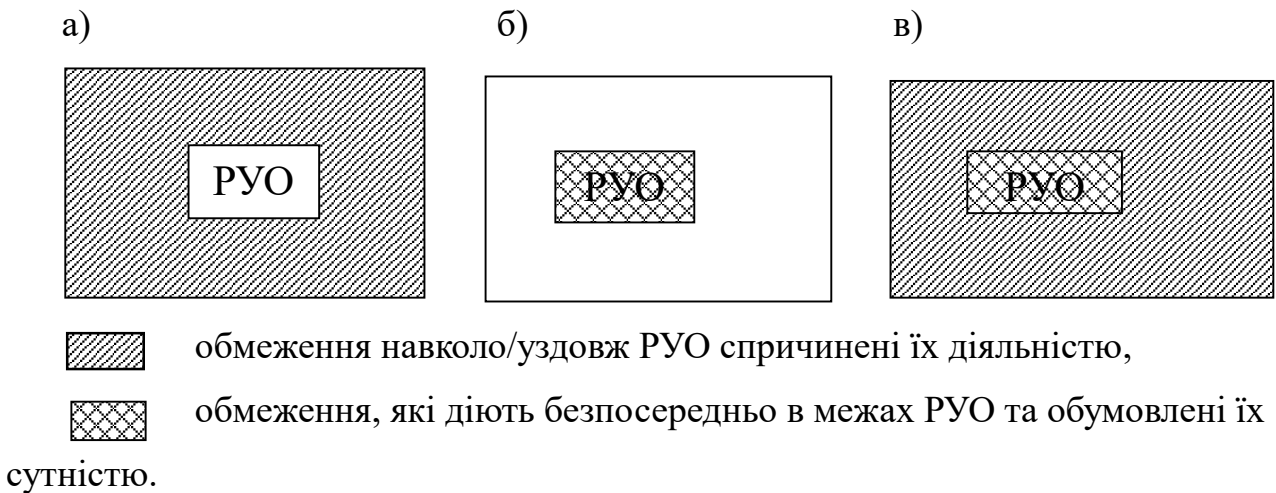 а) б) в)
РУО РУО РУО
обмеження навколо/уздовж РУО спричинені їх діяльністю,
обмеження, які діють безпосередньо в межах РУО та обумовлені їх
сутністю.